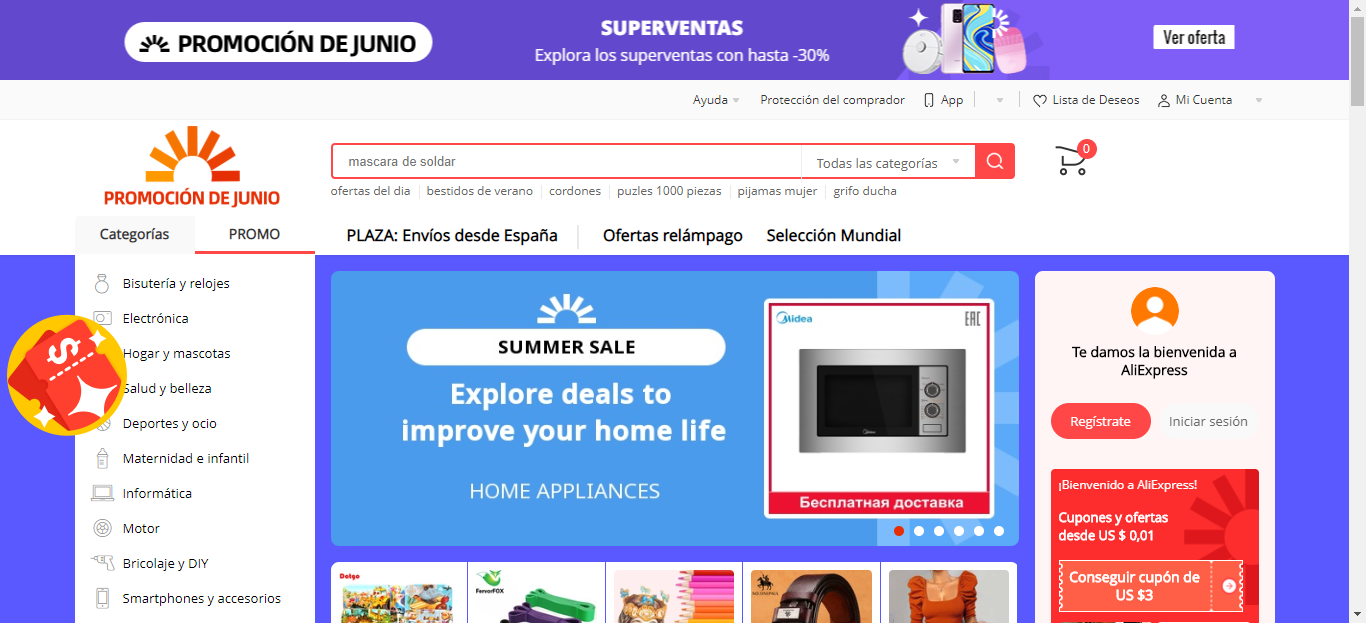 PROMOCIÓN DE JUNIO
SUPERVENTAS
Explora los superventas con hasta -30%
Ver oferta
Ayuda
Protección del comprador
App
Lista de Deseos
Mi Cuenta
PROMOCIÓN DE JUNIO
mascara de soldar
Todas las categorías
0
ofertas del dia
bestidos de verano
cordones
puzles 1000 piezas
pijamas mujer
grifo ducha
Categorías
PROMO
PLAZA: Envíos desde España
Ofertas relámpago
Selección Mundial
Bisutería y relojes
Electrónica
Hogar y mascotas
Salud y belleza
Deportes y ocio
Maternidad e infantil
Informática
Motor
Bricolaje y DIY
Smartphones y accesorios
$
SUMMER SALE
Explore deals to
improve your home life
HOME APPLIANCES
Midea
EAC
Бесплатная доставка
Te damos la bienvenida a
AliExpress
Regístrate
Iniciar sesión
¡Bienvenido a AliExpress!
Cupones y ofertas
desde US $ 0,01
Conseguir cupón de
US $3
FervorFOX